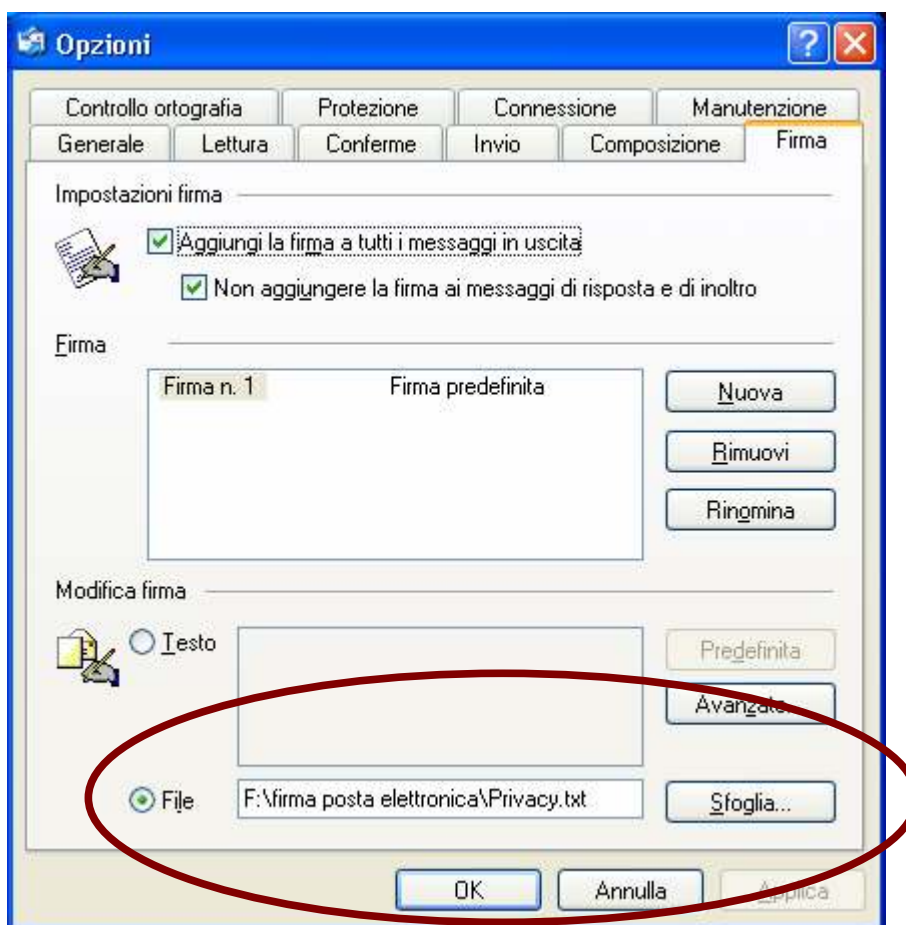 Opzioni
Controllo ortografia Protezione Connessione Manutenzione
Generale Lettura Conferme Invio Composizione Firma
Impostazioni firma
Aggiungi la firma a tutti i messaggi in uscita
Non aggiungere la firma ai messaggi di risposta e di inoltro
Firma
Firma n. 1 Firma predefinita
Nuova
Rimuovi
Rinomina
Modifica firma
Testo
Predefinita
Avanzate...
File F:\firma posta elettronica\Privacy.txt Sfoglia...
OK Annulla Applica